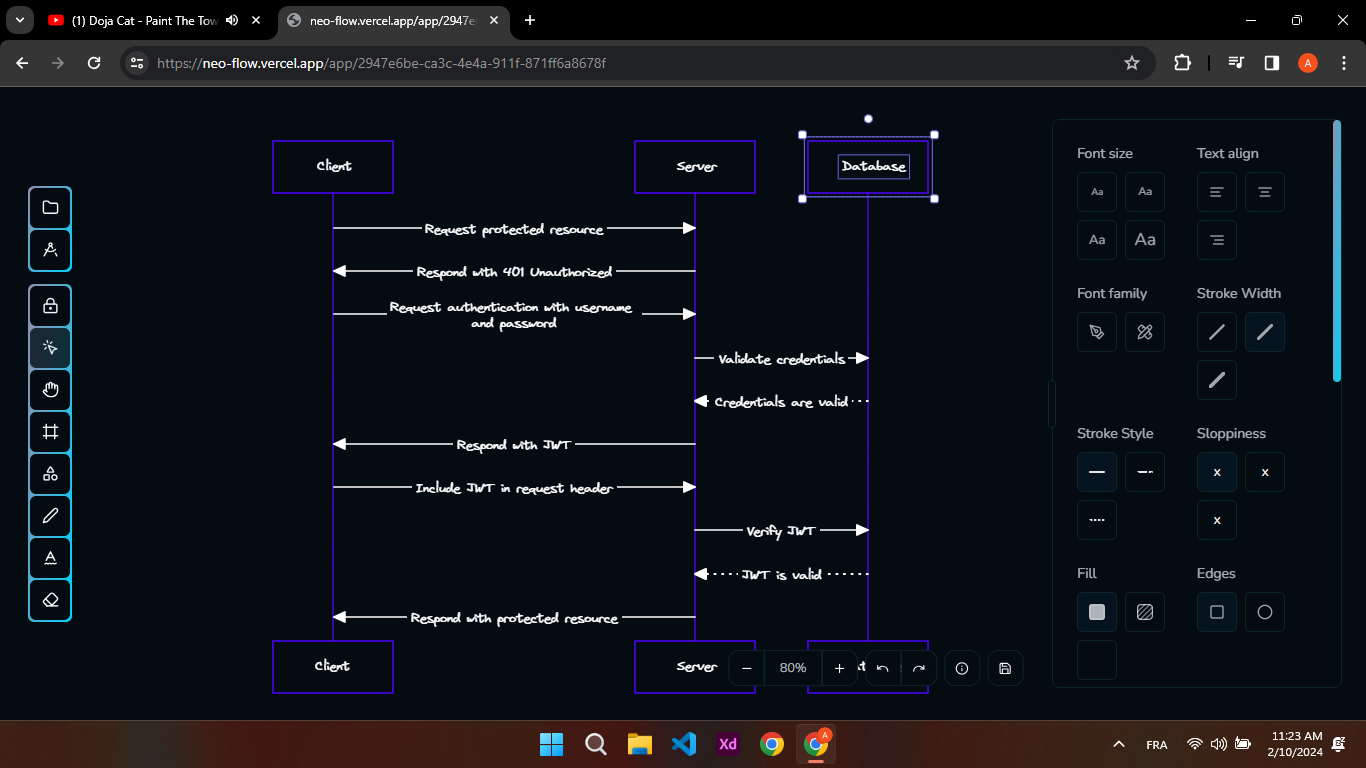 (1) Doja Cat - Paint The Tow
neo-flow.vercel.app/app/2947e
https://neo-flow.vercel.app/app/2947e6be-ca3c-4e4a-911f-871ff6a8678f
A
Client
Server
Database
Request protected resource
Respond with 401 Unauthorized
Request authentication with username
and password
Validate credentials
Credentials are valid
Respond with JWT
Include JWT in request header
Verify JWT
JWT is valid
Respond with protected resource
Client
Server
80%
Font size
Text align
Aa
Aa
Aa
Aa
Font family
Stroke Width
Stroke Style
Sloppiness
x
x
x
Fill
Edges
Xd
A
FRA
11:23 AM
2/10/2024